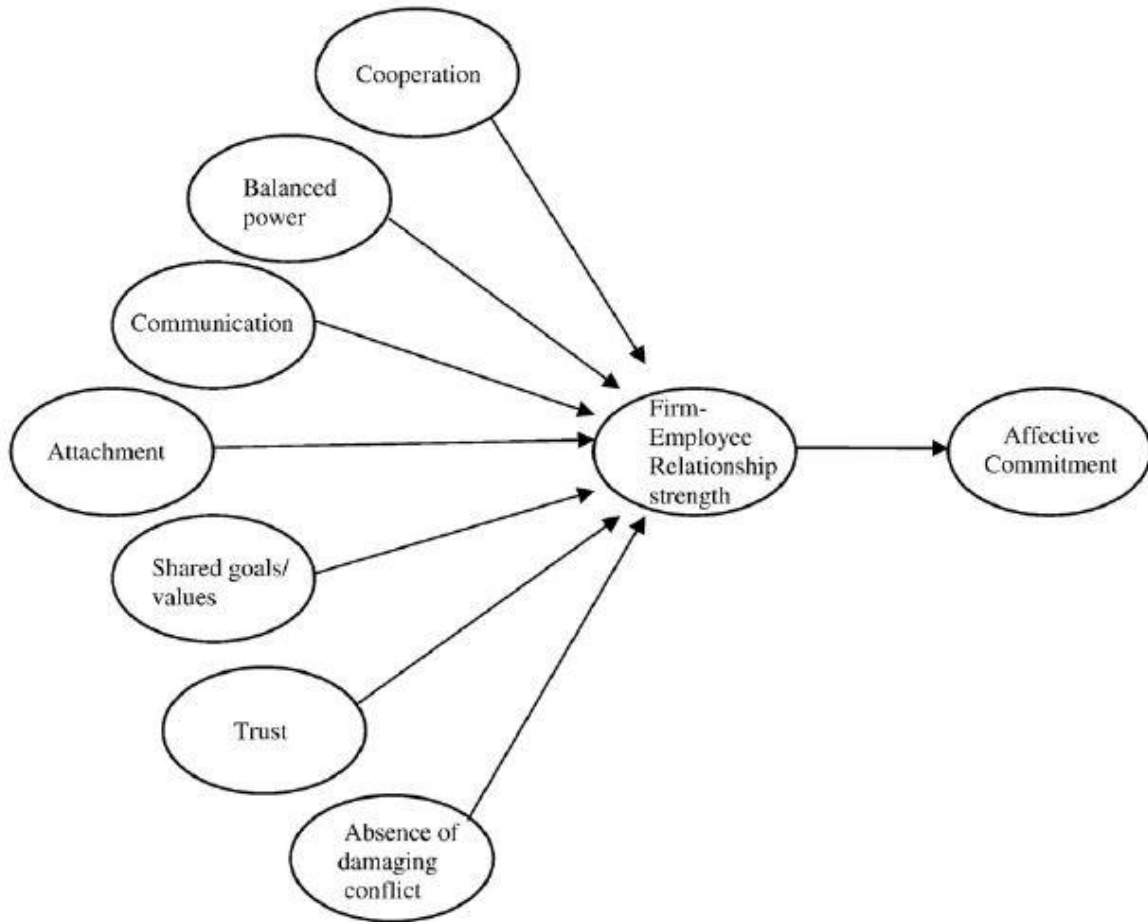 Cooperation
Balanced
power
Communication
Attachment
Shared goals/
values
Trust
Absence of
damaging
conflict
Firm-
Employee
Relationship
strength
Affective
Commitment